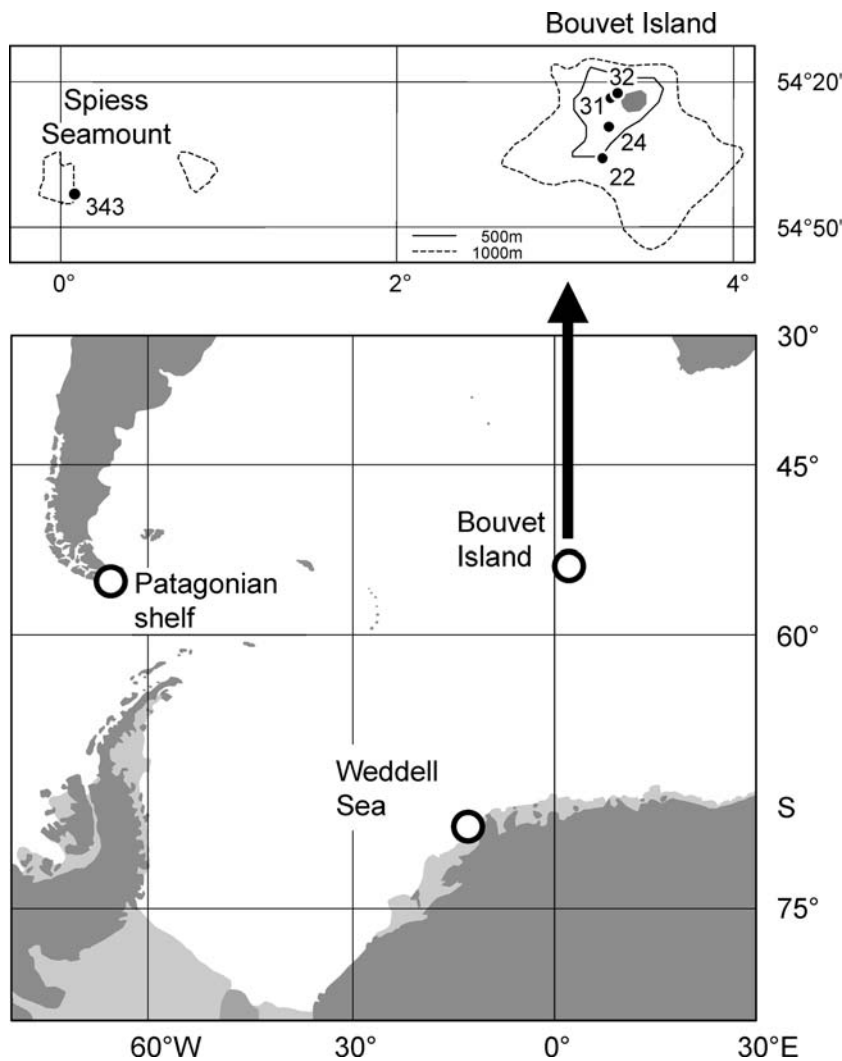 Bouvet Island
Spiess
Seamount
32
31
24
22
343
54°20'
54°50'
500m
1000m
0°
2°
4°
30°
45°
Bouvet
Island
Patagonian
shelf
60°
Weddell
Sea
S
75°
60°W
30°
0°
30°E